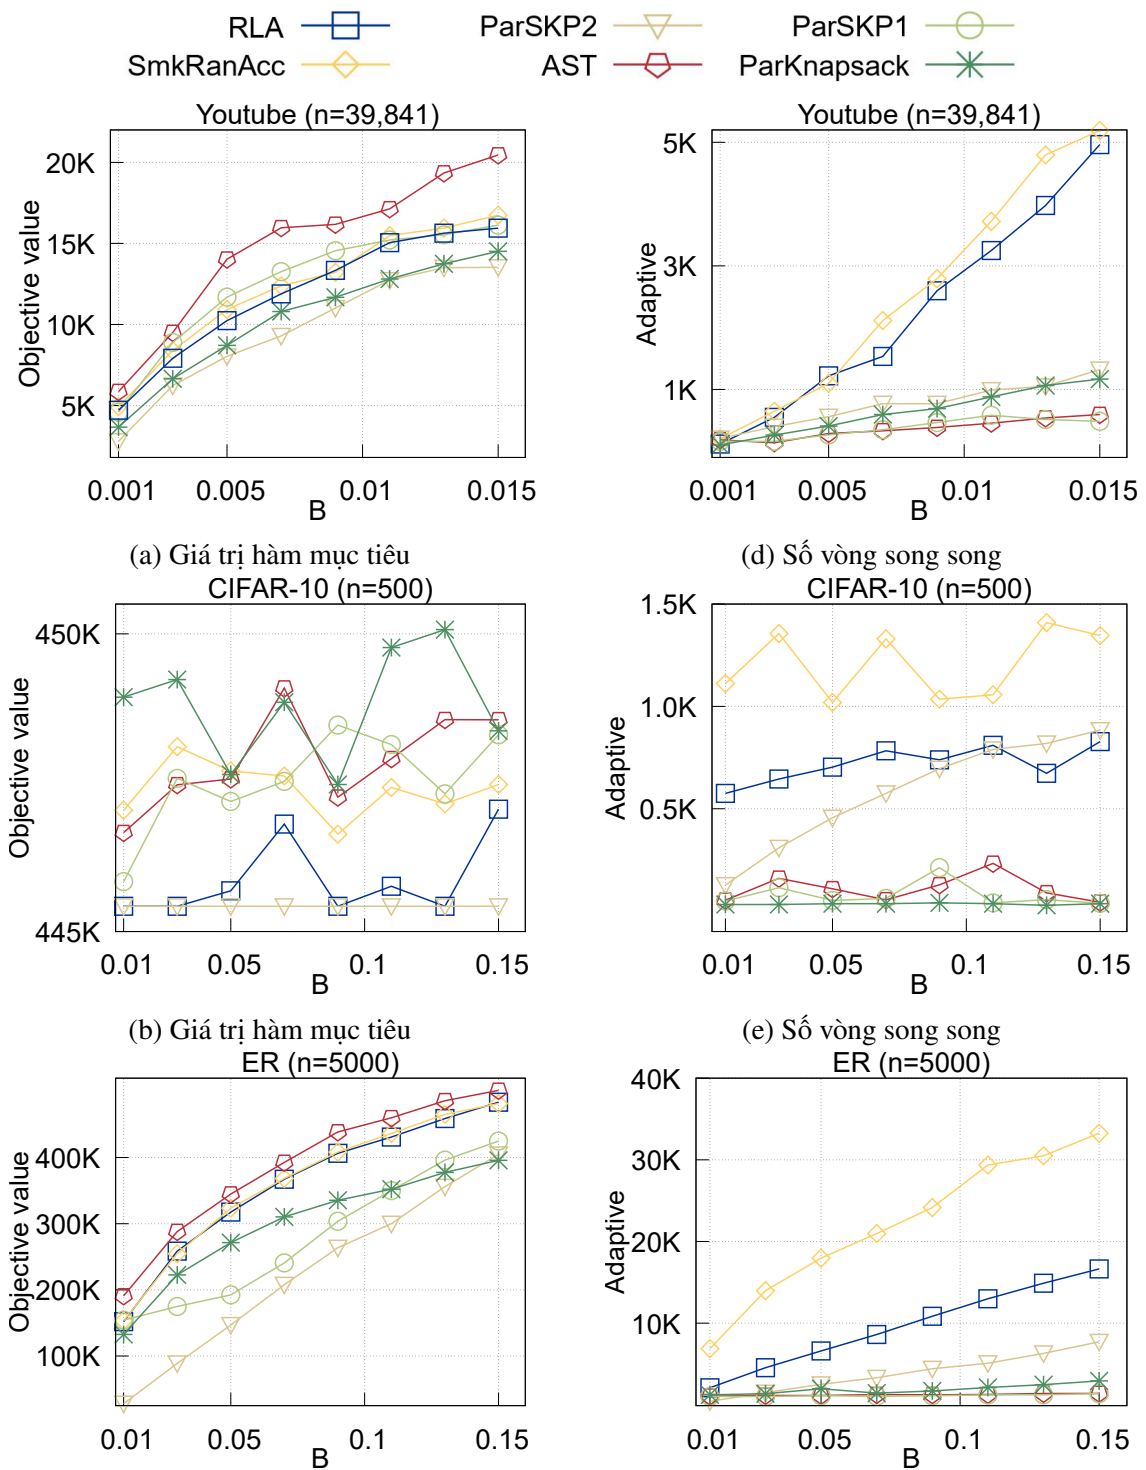 RLA ParSKP2 ParSKP1
SmkRanAcc AST ParKnapsack
Youtube (n=39,841)
20K
15K
10K
5K
Objective value
0.001 0.005 0.01 0.015
B
(a) Giá trị hàm mục tiêu
Youtube (n=39,841)
5K
3K
1K
Adaptive
0.001 0.005 0.01 0.015
B
(d) Số vòng song song
CIFAR-10 (n=500)
450K
445K
Objective value
0.01 0.05 0.1 0.15
B
(b) Giá trị hàm mục tiêu
CIFAR-10 (n=500)
1.5K
1.0K
0.5K
Adaptive
0.01 0.05 0.1 0.15
B
(e) Số vòng song song
ER (n=5000)
400K
300K
200K
100K
Objective value
0.01 0.05 0.1 0.15
B
ER (n=5000)
40K
30K
20K
10K
Adaptive
0.01 0.05 0.1 0.15
B